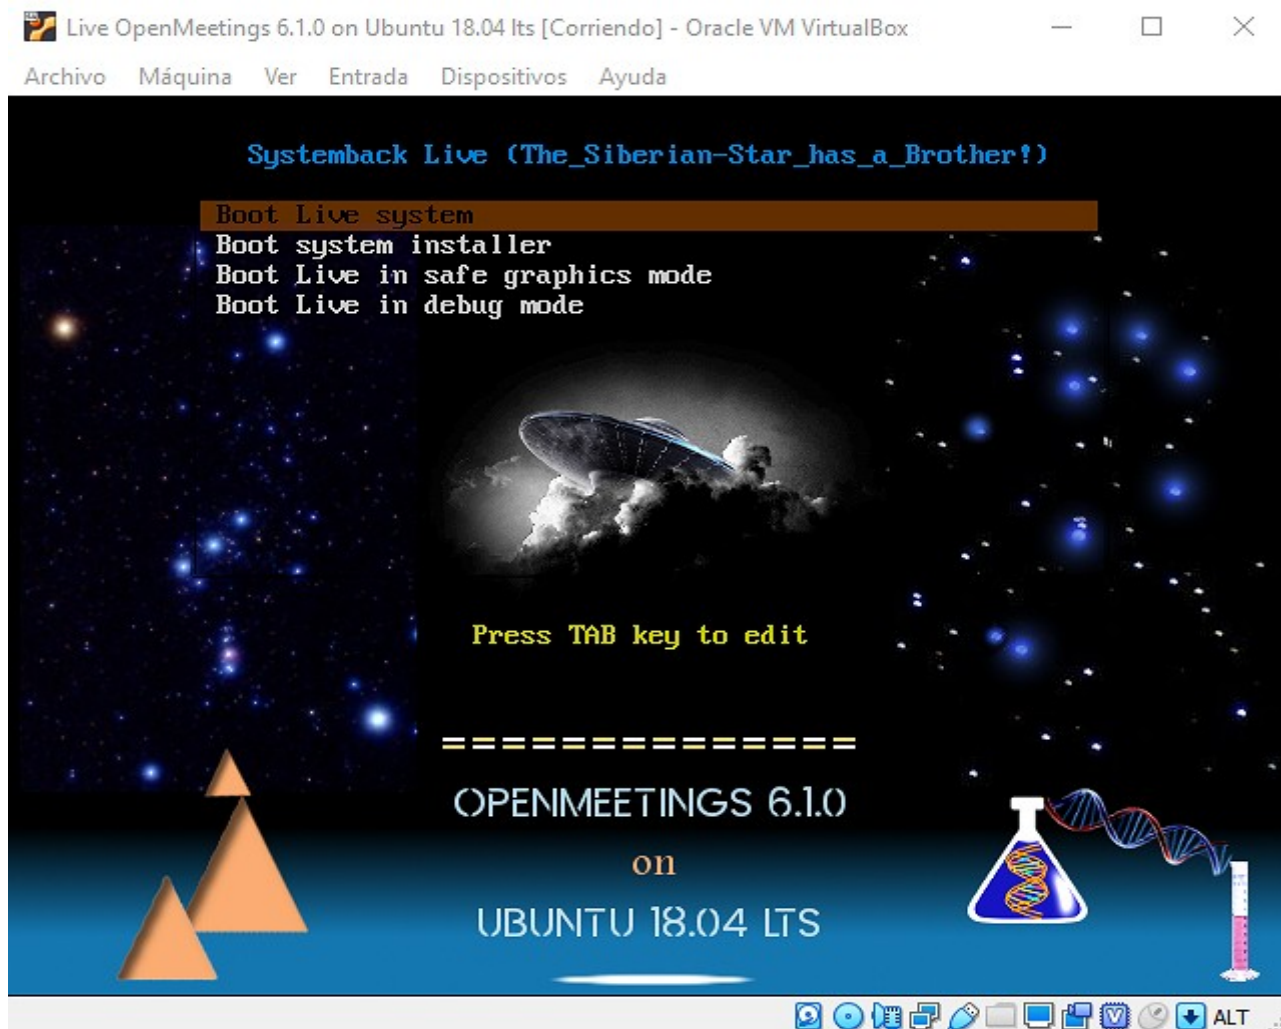 Live OpenMeetings 6.1.0 on Ubuntu 18.04 lts [Corriendo] - Oracle VM VirtualBox
Archivo Máquina Ver Entrada Dispositivos Ayuda
Systemback Live (The_Siberian-Star_has_a_Brother!)
Boot Live system
Boot system installer
Boot Live in safe graphics mode
Boot Live in debug mode
Press TAB key to edit
==============
OPENMEETINGS 6.1.0
on
UBUNTU 18.04 LTS
ALT